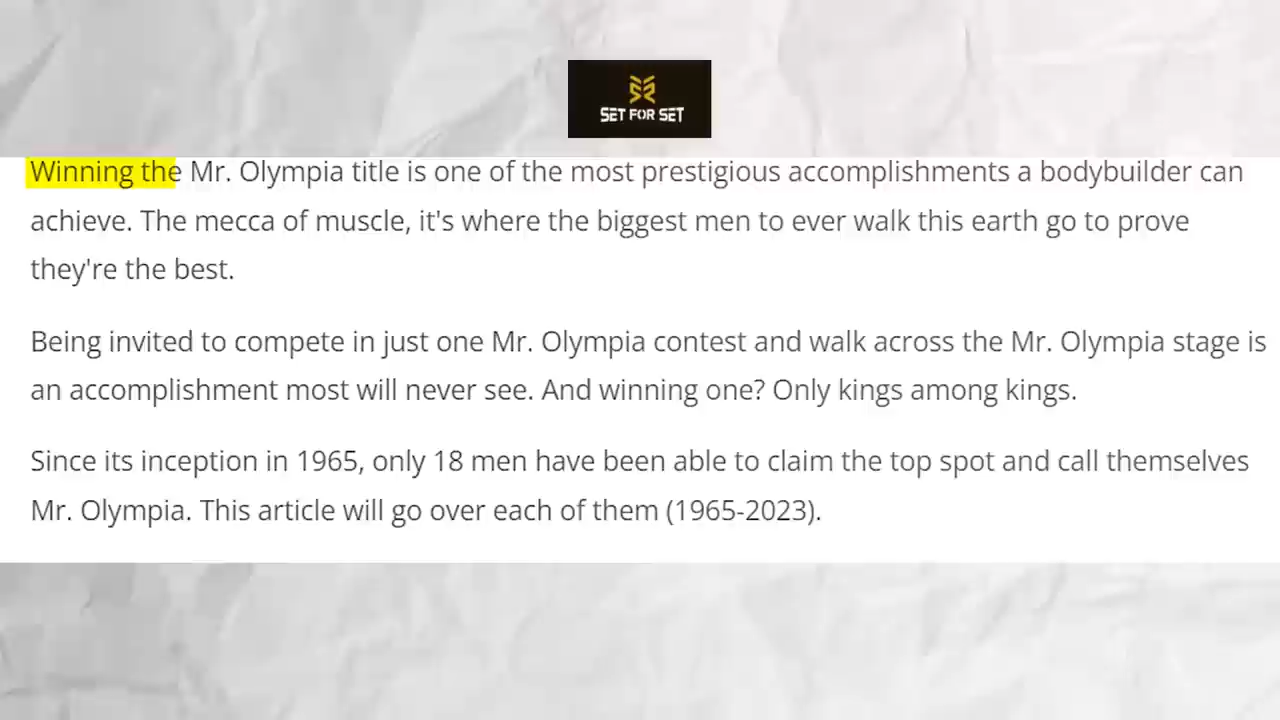 SET FOR SET
Winning the Mr. Olympia title is one of the most prestigious accomplishments a bodybuilder can
achieve. The mecca of muscle, it's where the biggest men to ever walk this earth go to prove
they're the best.
Being invited to compete in just one Mr. Olympia contest and walk across the Mr. Olympia stage is
an accomplishment most will never see. And winning one? Only kings among kings.
Since its inception in 1965, only 18 men have been able to claim the top spot and call themselves
Mr. Olympia. This article will go over each of them (1965-2023).